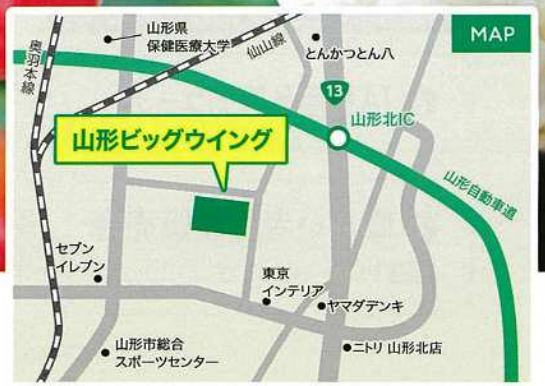 MAP
山形県
保健医療大学
仙山線
とんかつとん八
奥羽本線
13
山形北IC
山形ビッグウイング
山形自動車道
セブン
イレブン
東京
インテリア
ヤマダデンキ
山形市総合
スポーツセンター
ニトリ 山形北店